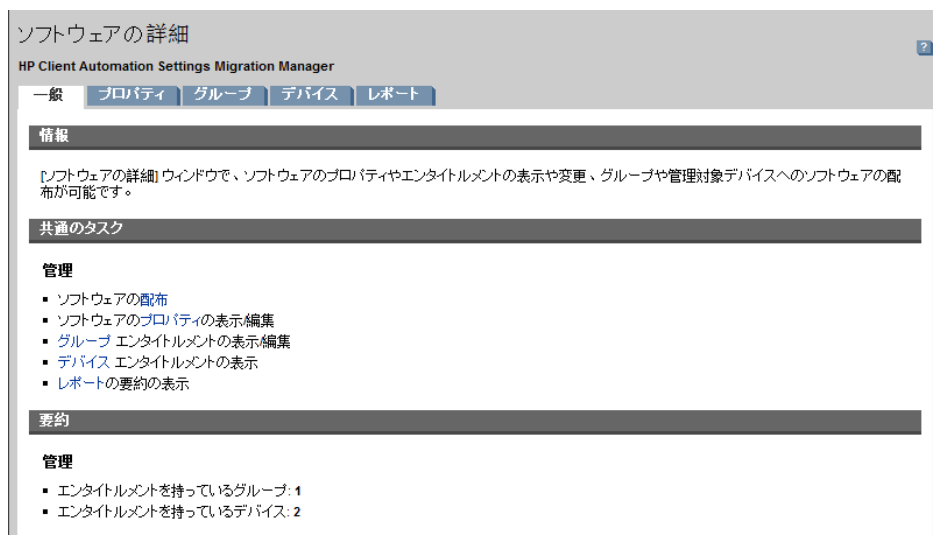 ソフトウェアの詳細
?
HP Client Automation Settings Migration Manager
一般 プロパティ グループ デバイス レポート
情報
[ソフトウェアの詳細] ウィンドウで、ソフトウェアのプロパティやエンタイトルメントの表示や変更、グループや管理対象デバイスへのソフトウェアの配
布が可能です。
共通のタスク
管理
▪ ソフトウェアの配布
▪ ソフトウェアのプロパティの表示/編集
▪ グループ エンタイトルメントの表示/編集
▪ デバイス エンタイトルメントの表示
▪ レポートの要約の表示
要約
管理
▪ エンタイトルメントを持っているグループ: 1
▪ エンタイトルメントを持っているデバイス: 2